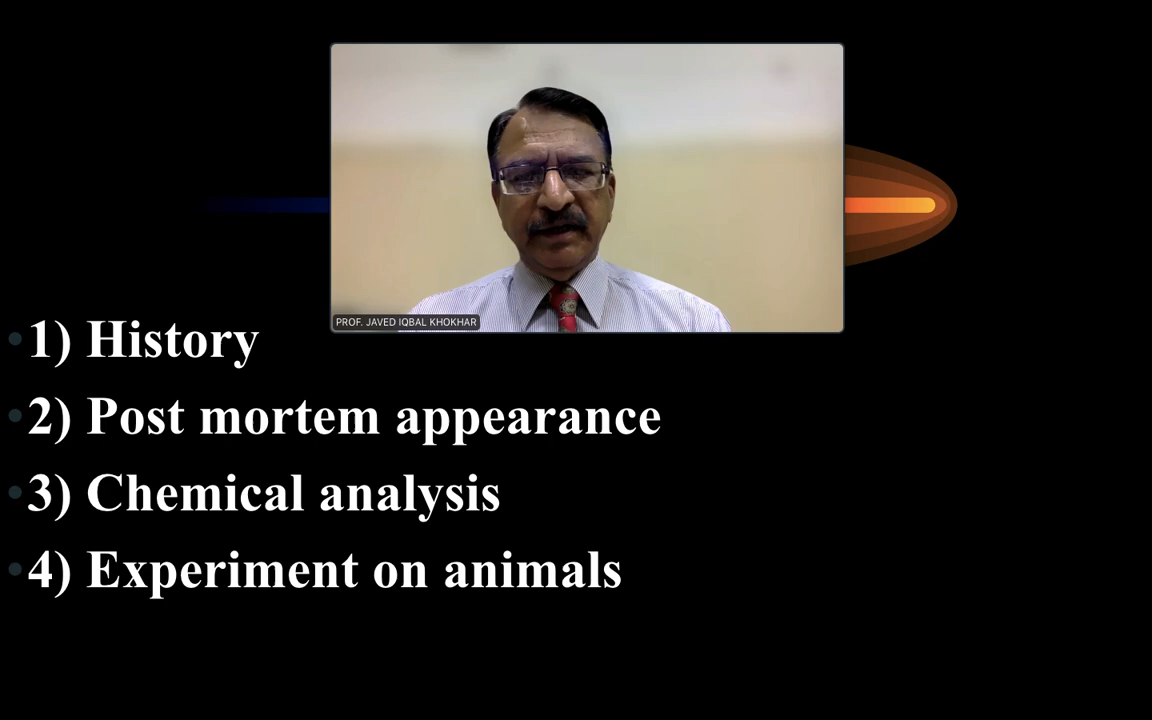 PROF. JAVED IQBAL KHOKHAR
1) History
2) Post mortem appearance
3) Chemical analysis
4) Experiment on animals